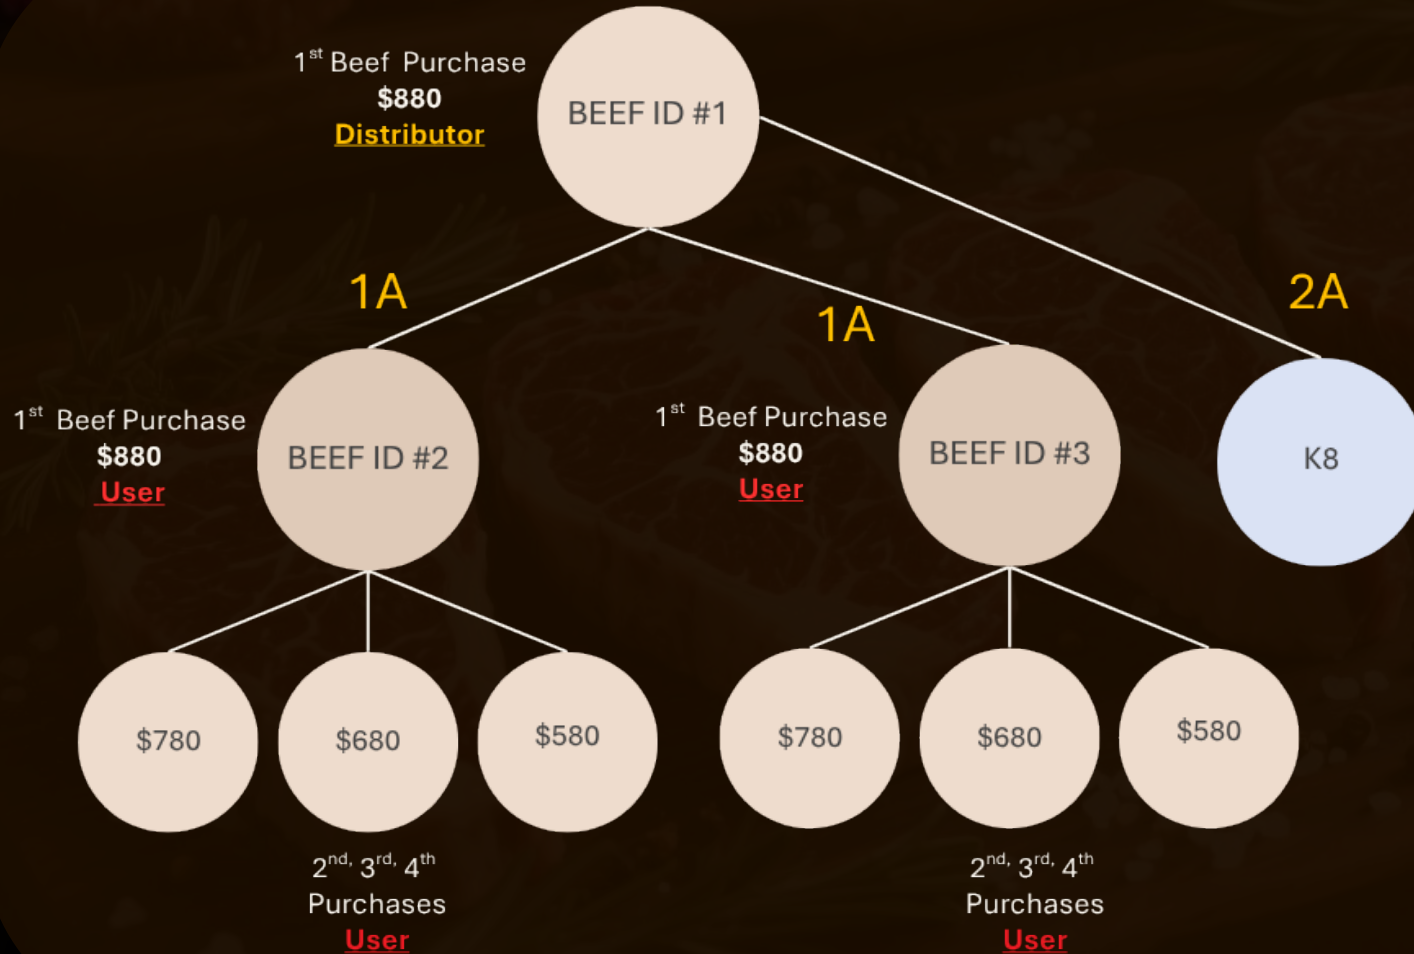 1st Beef Purchase
$880
Distributor
BEEF ID #1
1A
1A
2A
1st Beef Purchase
$880
User
BEEF ID #2
1st Beef Purchase
$880
User
BEEF ID #3
K8
$780
$680
$580
$780
$680
$580
2nd, 3rd, 4th
Purchases
User
2nd, 3rd, 4th
Purchases
User